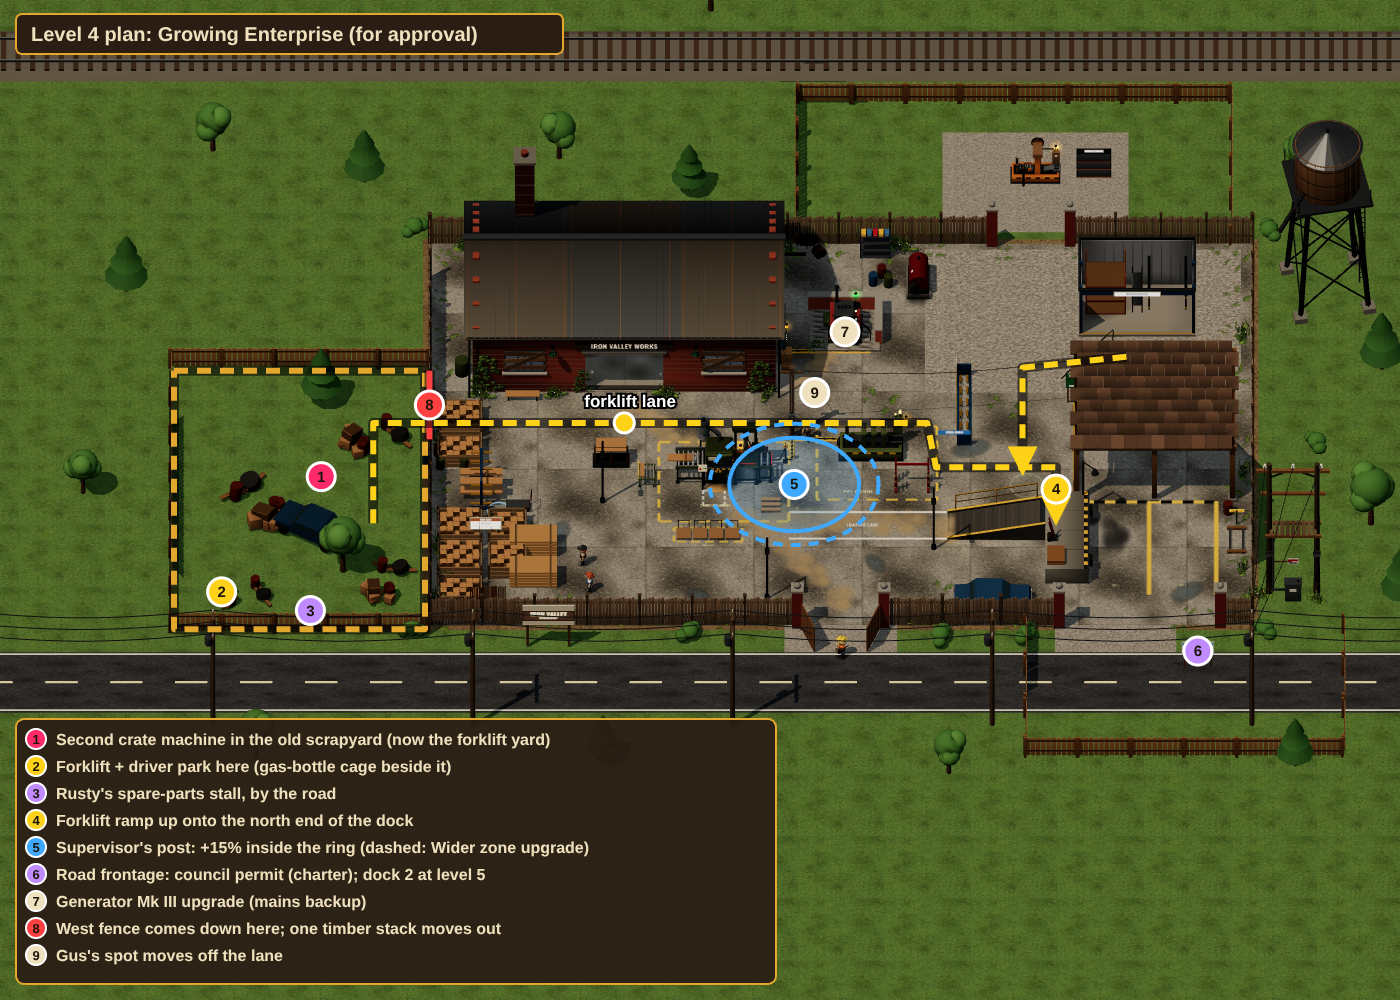 Level 4 plan: Growing Enterprise (for approval)
IRON VALLEY WORKS
7
9
forklift lane
8
1
5
4
LOADING LANE
2
3
IRON VALLEY
6
1 Second crate machine in the old scrapyard (now the forklift yard)
2 Forklift + driver park here (gas-bottle cage beside it)
3 Rusty's spare-parts stall, by the road
4 Forklift ramp up onto the north end of the dock
5 Supervisor's post: +15% inside the ring (dashed: Wider zone upgrade)
6 Road frontage: council permit (charter); dock 2 at level 5
7 Generator Mk III upgrade (mains backup)
8 West fence comes down here; one timber stack moves out
9 Gus's spot moves off the lane